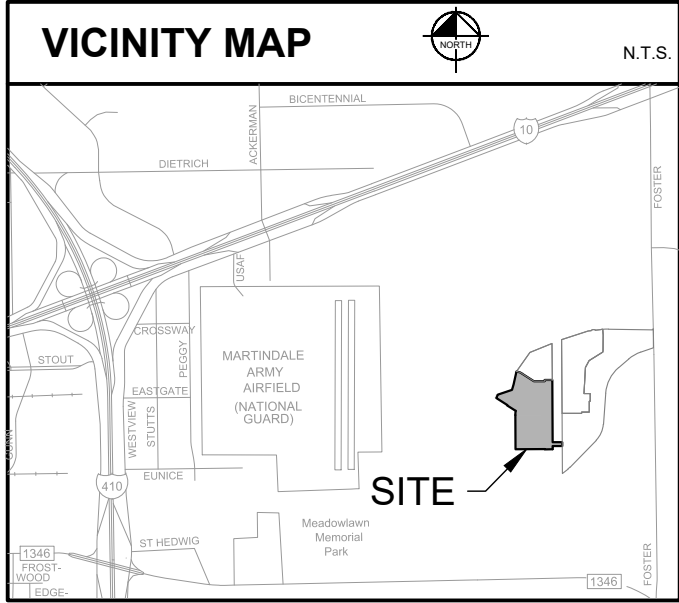 VICINITY MAP
NORTH
N.T.S.
BICENTENNIAL
ACKERMAN
10
DIETRICH
FOSTER
USAF
CROSSWAY
PEGGY
STOUT
MARTINDALE
ARMY
AIRFIELD
(NATIONAL
GUARD)
EASTGATE
WESTVIEW
STUTTS
EUNICE
SITE
410
Meadowlawn
Memorial
Park
ST HEDWIG
1346
FROST-
WOOD
EDGE-
1346
FOSTER